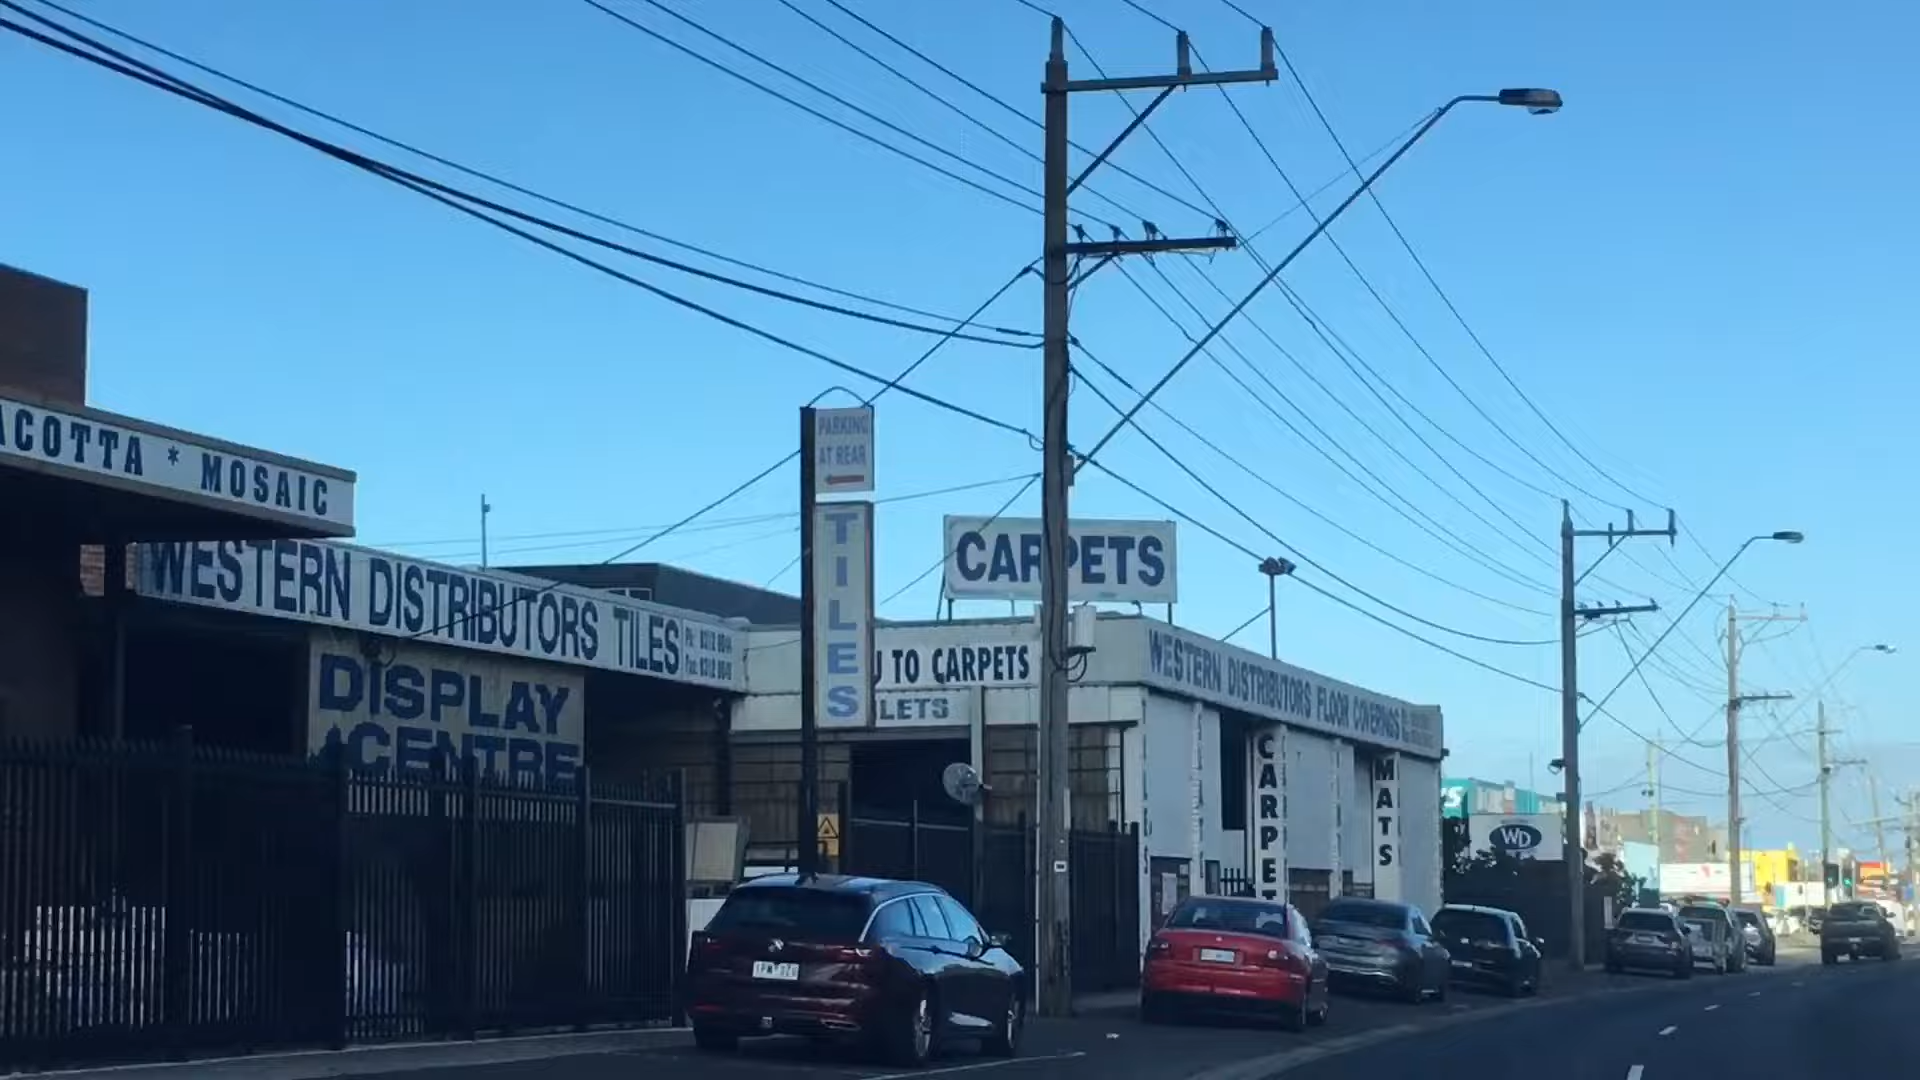 ACOTTA * MOSAIC
WESTERN DISTRIBUTORS TILES
DISPLAY
CENTRE
PARKING
AT REAR
TILES
CARPETS
U TO CARPETS
LETS
WESTERN DISTRIBUTORS FLOOR COVERINGS
CARPET
MATS
WD